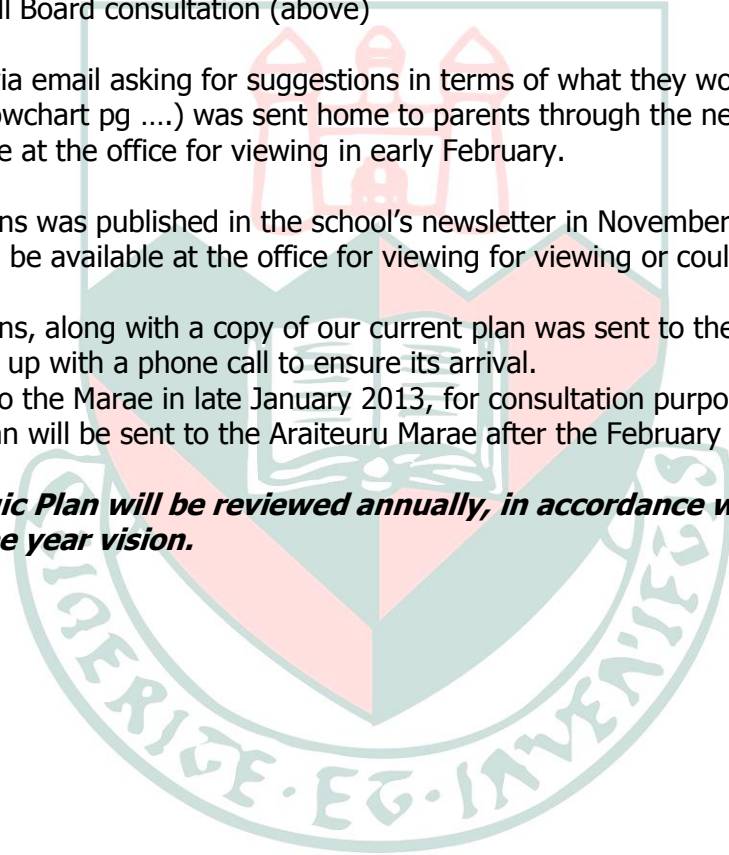 ll Board consultation (above)
ia email asking for suggestions in terms of what they wo
owchart pg ….) was sent home to parents through the ne
e at the office for viewing in early February.
ns was published in the school’s newsletter in November
be available at the office for viewing for viewing or coul
ns, along with a copy of our current plan was sent to the
up with a phone call to ensure its arrival.
o the Marae in late January 2013, for consultation purpo
an will be sent to the Araiteuru Marae after the February
gic Plan will be reviewed annually, in accordance w
e year vision.
QUAERITE · ET · INVENIETIS